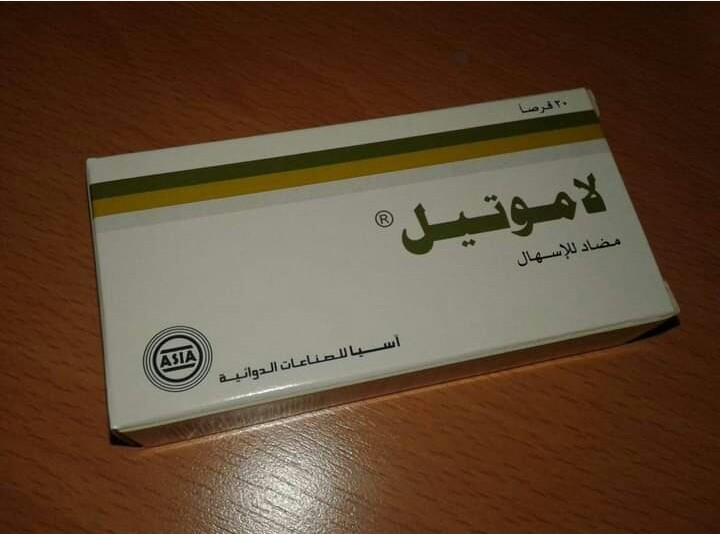 ٢٠ قرصاً
لاموتيل ®
مضاد للإسهال
آسيا للصناعات الدوائية
ASIA